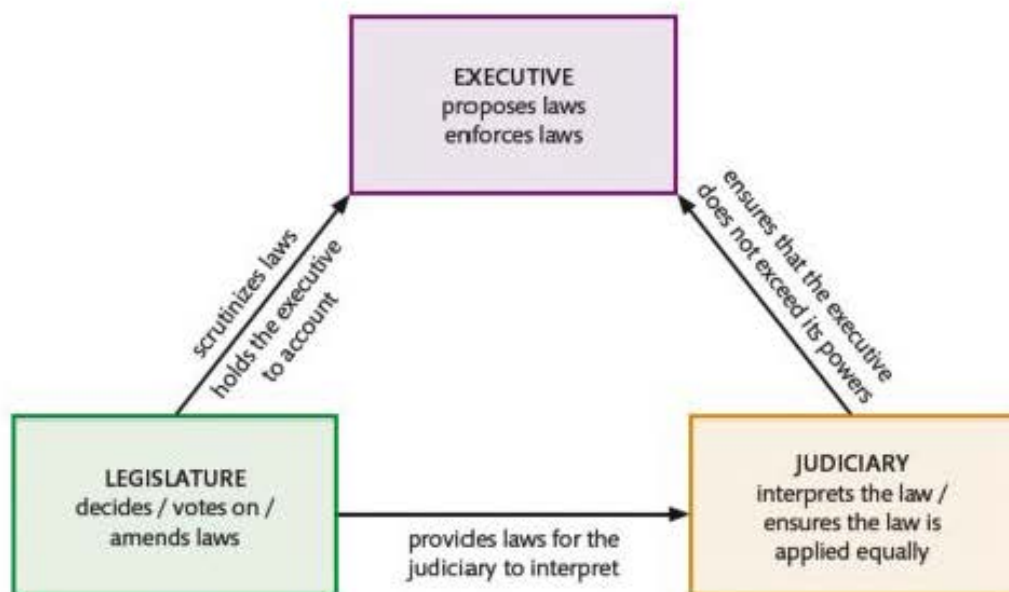 EXECUTIVE
proposes laws
enforces laws
scrutinizes laws
holds the executive
to account
ensures that the executive
does not exceed its powers
LEGISLATURE
decides / votes on /
amends laws
provides laws for the
judiciary to interpret
JUDICIARY
interprets the law /
ensures the law is
applied equally